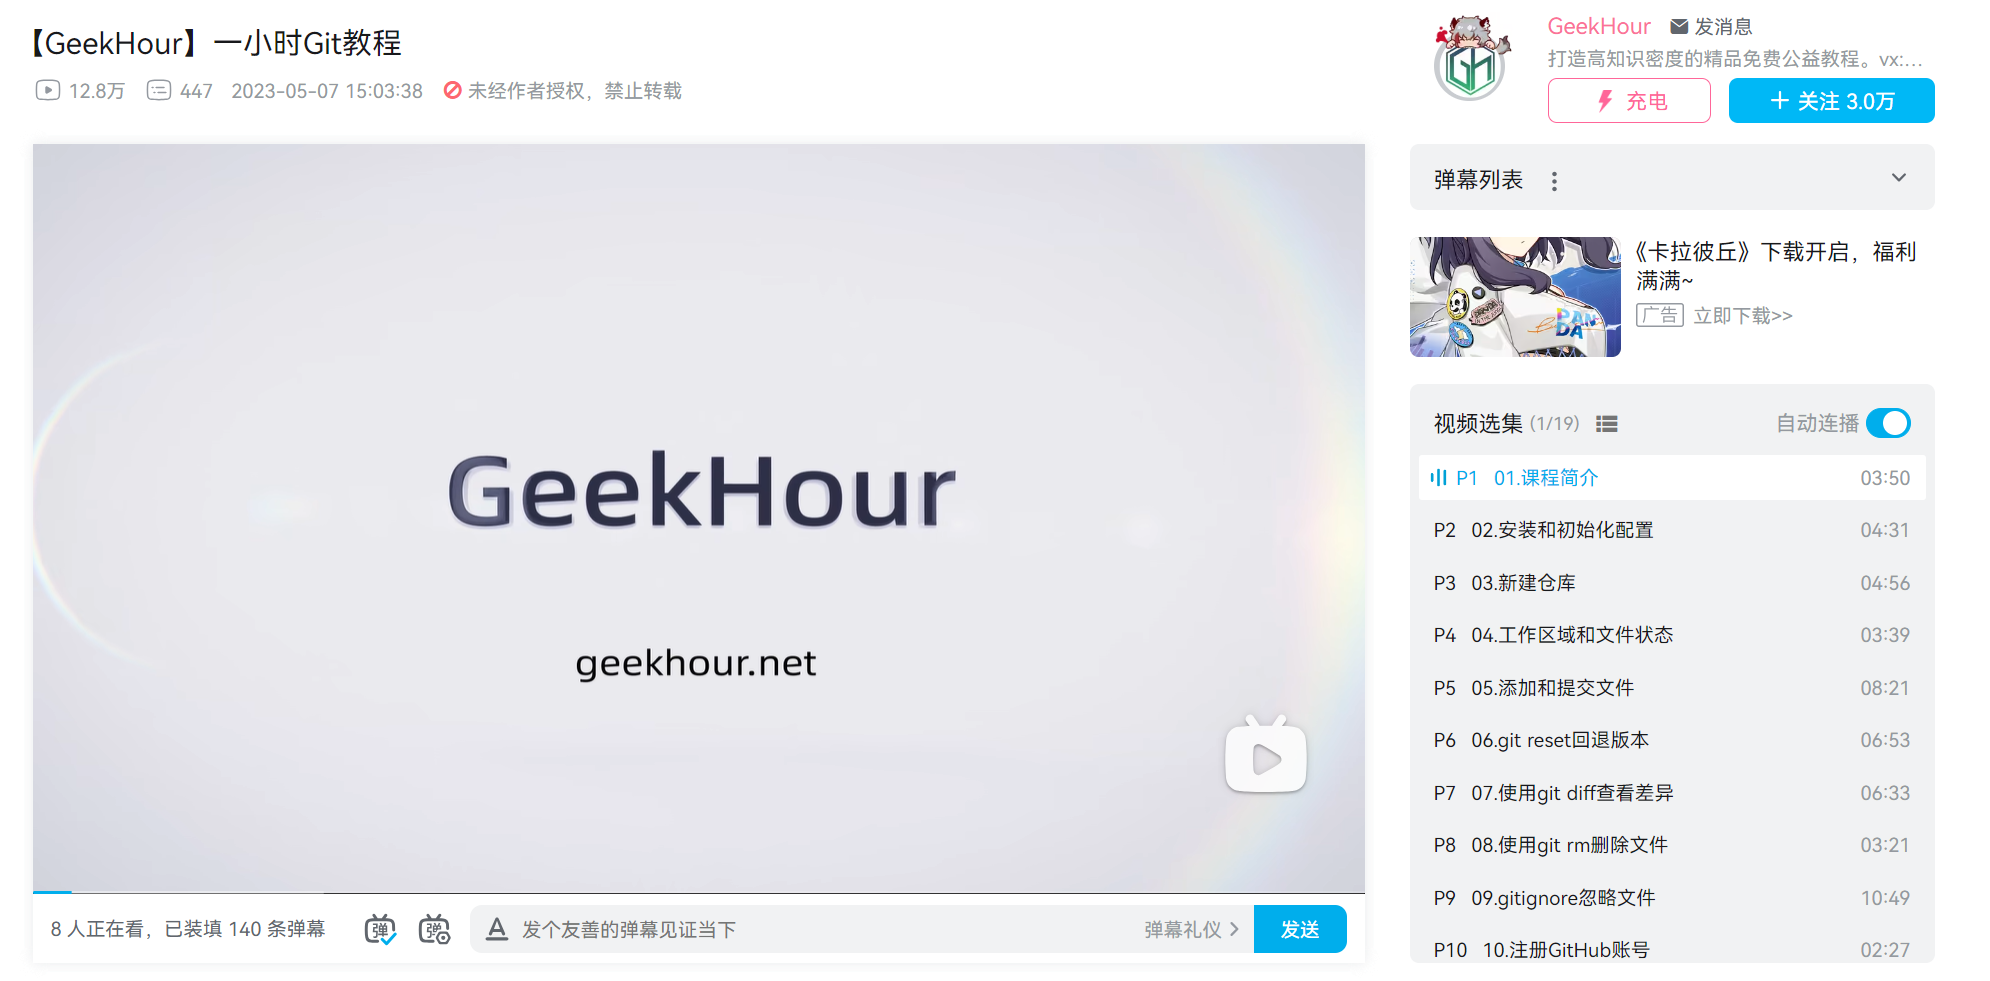 【GeekHour】一小时Git教程
12.8万 447 2023-05-07 15:03:38 未经作者授权，禁止转载
GeekHour
geekhour.net
8 人正在看，已装填 140 条弹幕 弹 弹 A 发个友善的弹幕见证当下 弹幕礼仪 > 发送
GeekHour 发消息
打造高知识密度的精品免费公益教程。vx:...
充电 + 关注 3.0万
弹幕列表
《卡拉彼丘》下载开启，福利
满满~
广告 立即下载>>
PANDA
视频选集 (1/19) 自动连播
P1 01.课程简介 03:50
P2 02.安装和初始化配置 04:31
P3 03.新建仓库 04:56
P4 04.工作区域和文件状态 03:39
P5 05.添加和提交文件 08:21
P6 06.git reset回退版本 06:53
P7 07.使用git diff查看差异 06:33
P8 08.使用git rm删除文件 03:21
P9 09.gitignore忽略文件 10:49
P10 10.注册GitHub账号 02:27